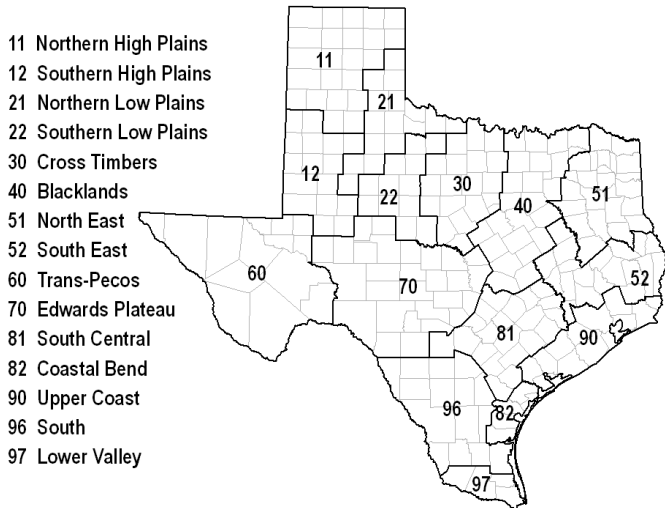 11 Northern High Plains
12 Southern High Plains
21 Northern Low Plains
22 Southern Low Plains
30 Cross Timbers
40 Blacklands
51 North East
52 South East
60 Trans-Pecos
70 Edwards Plateau
81 South Central
82 Coastal Bend
90 Upper Coast
96 South
97 Lower Valley
11
21
12
22
30
40
51
60
70
52
81
90
96
82
97